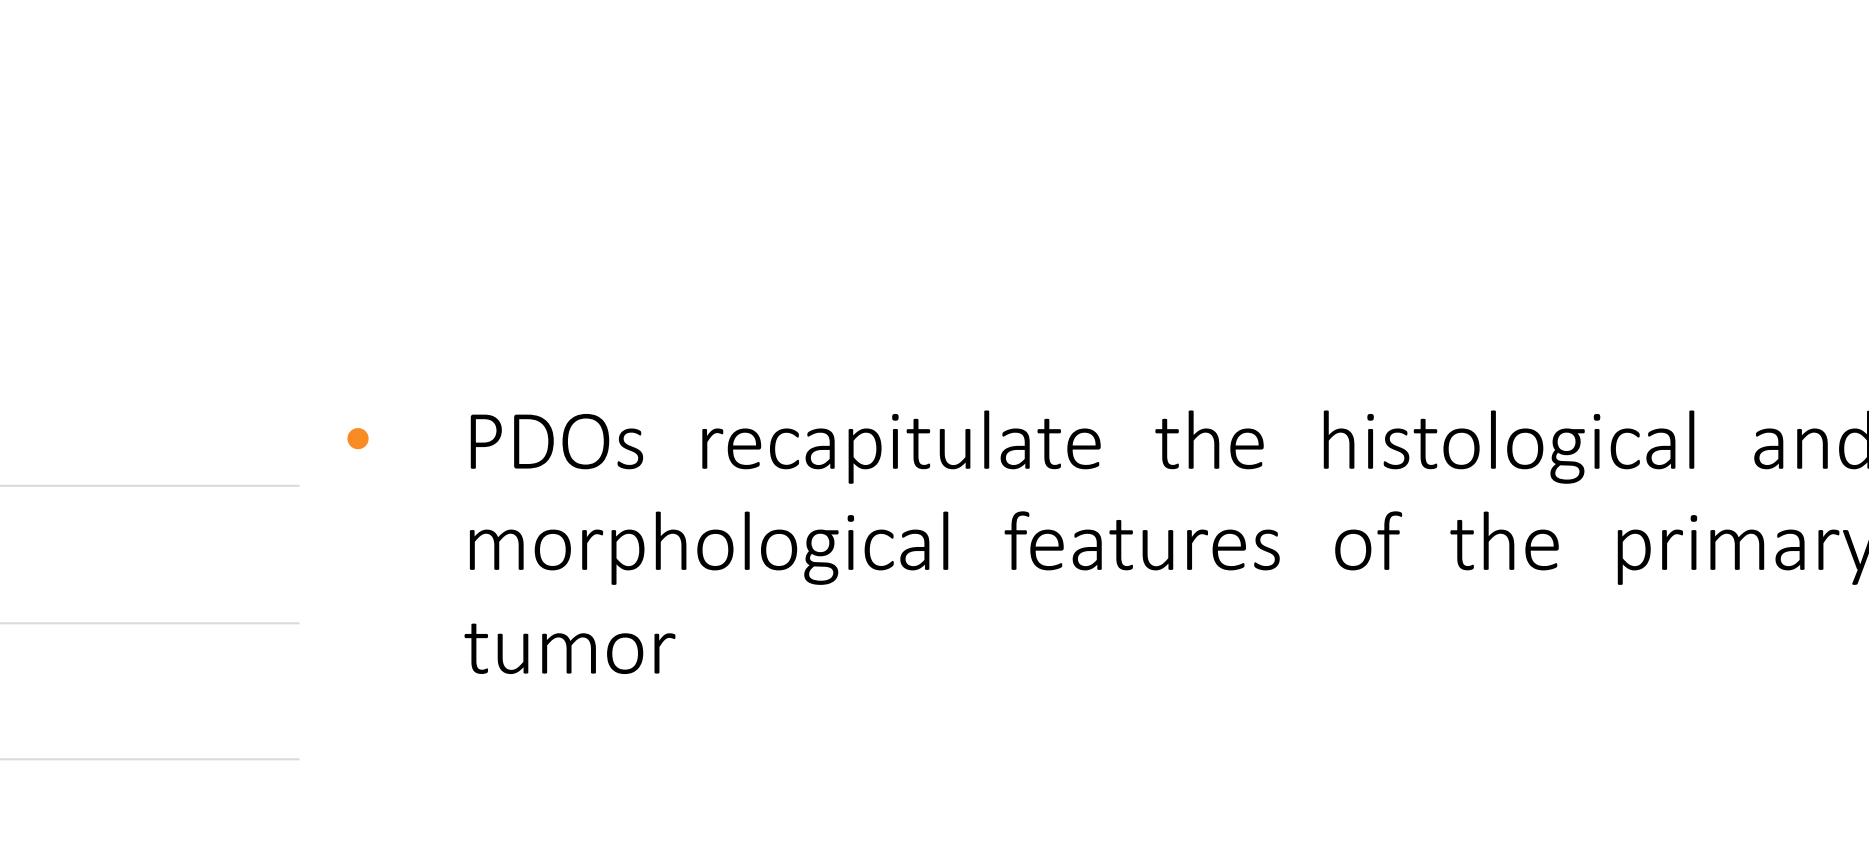 • PDOs recapitulate the histological and
morphological features of the primary
tumor